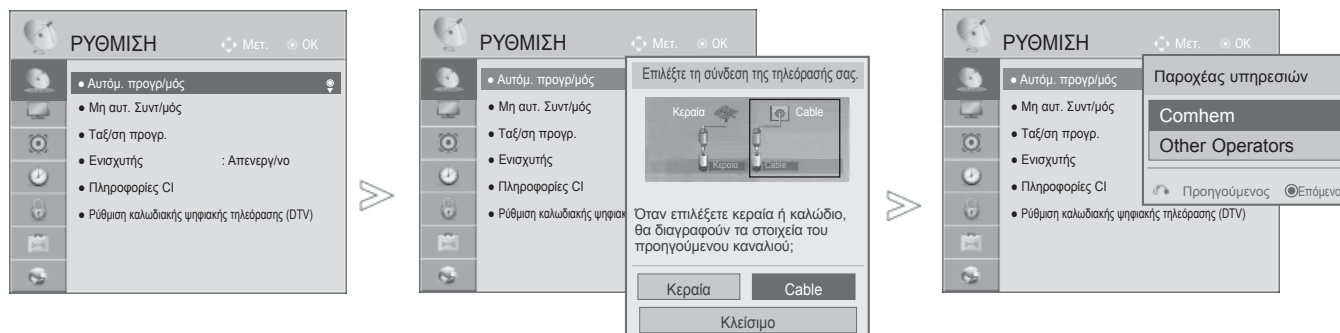 ΡΥΘΜΙΣΗ
Μετ. OK
● Αυτόμ. προγρ/μός
● Μη αυτ. Συντ/μός
● Ταξ/ση προγρ.
● Ενισχυτής : Απενεργ/νο
● Πληροφορίες CI
● Ρύθμιση καλωδιακής ψηφιακής τηλεόρασης (DTV)
ΡΥΘΜΙΣΗ
Μετ. OK
● Αυτόμ. προγρ/μός
● Μη αυτ. Συντ/μός
● Ταξ/ση προγρ.
● Ενισχυτής
● Πληροφορίες CI
● Ρύθμιση καλωδιακής ψηφιακ
Επιλέξτε τη σύνδεση της τηλεόρασής σας.
Κεραία Cable
Κεραία Cable
Όταν επιλέξετε κεραία ή καλώδιο,
θα διαγραφούν τα στοιχεία του
προηγούμενου καναλιού;
Κεραία Cable
Κλείσιμο
ΡΥΘΜΙΣΗ
Μετ. OK
● Αυτόμ. προγρ/μός
● Μη αυτ. Συντ/μός
● Ταξ/ση προγρ.
● Ενισχυτής
● Πληροφορίες CI
● Ρύθμιση καλωδιακής ψηφιακής τηλεόρασης (DTV)
Παροχέας υπηρεσιών
Comhem
Other Operators
Προηγούμενος Επόμενο